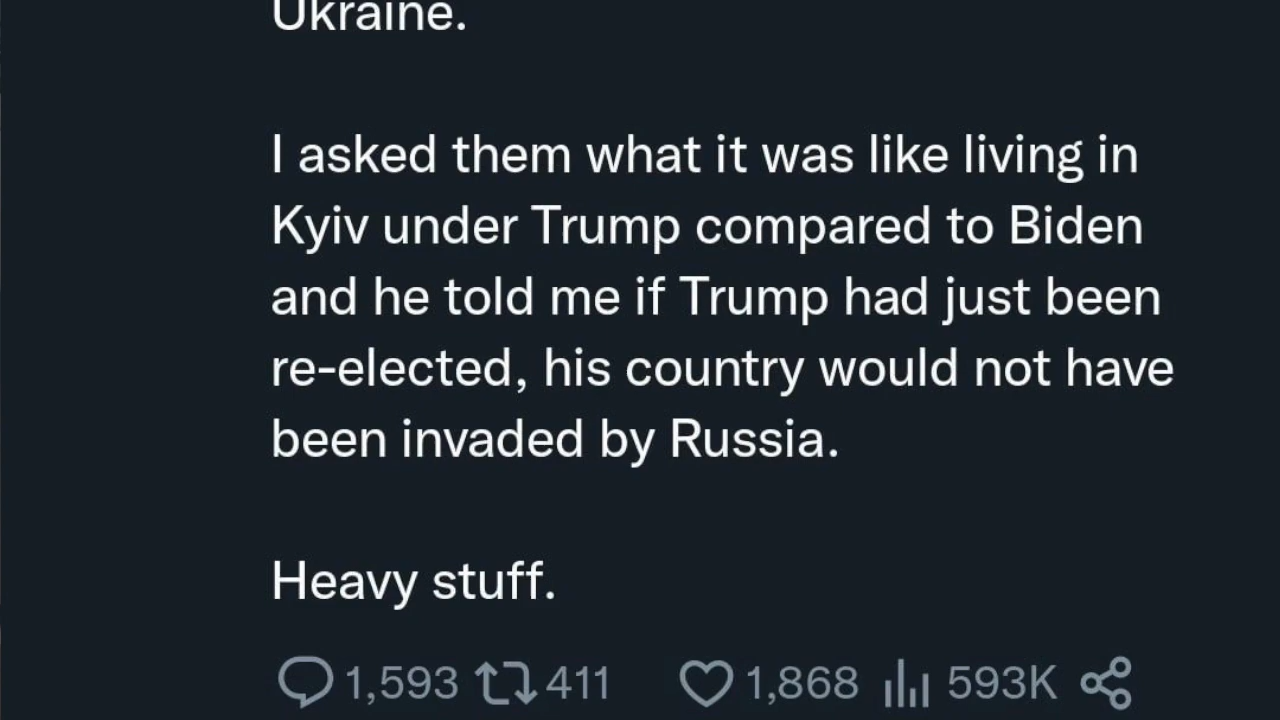 Ukraine.
I asked them what it was like living in
Kyiv under Trump compared to Biden
and he told me if Trump had just been
re-elected, his country would not have
been invaded by Russia.
Heavy stuff.
1,593 411 1,868 593K